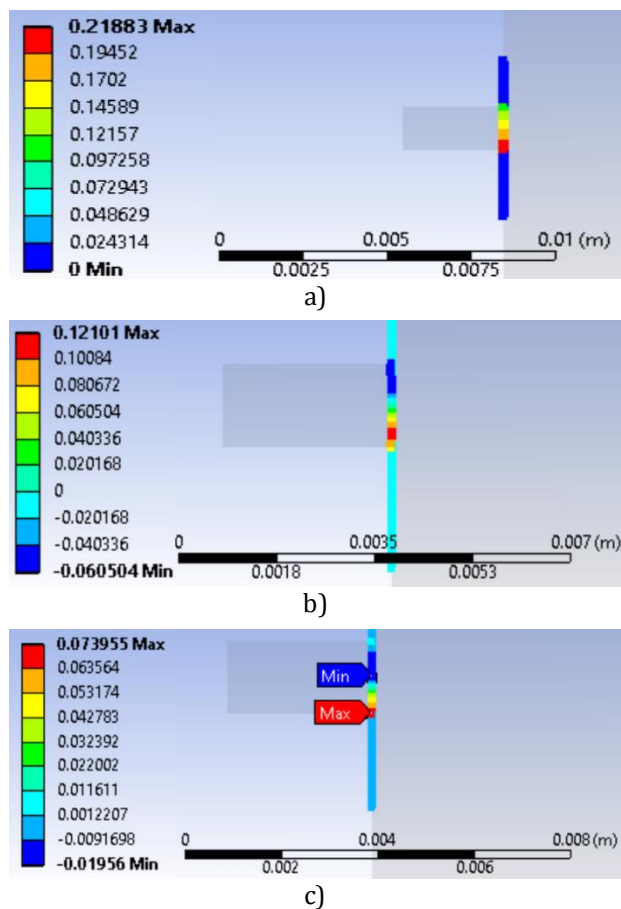 0.21883 Max
0.19452
0.1702
0.14589
0.12157
0.097258
0.072943
0.048629
0.024314
0 Min
0 0.005 0.01 (m)
0.0025 0.0075
a)
0.12101 Max
0.10084
0.080672
0.060504
0.040336
0.020168
0
-0.020168
-0.040336
-0.060504 Min
0 0.0035 0.007 (m)
0.0018 0.0053
b)
0.073955 Max
0.063564
0.053174
0.042783
0.032392
0.022002
0.011611
0.0012207
-0.0091698
-0.01956 Min
Min
Max
0 0.004 0.008 (m)
0.002 0.006
c)